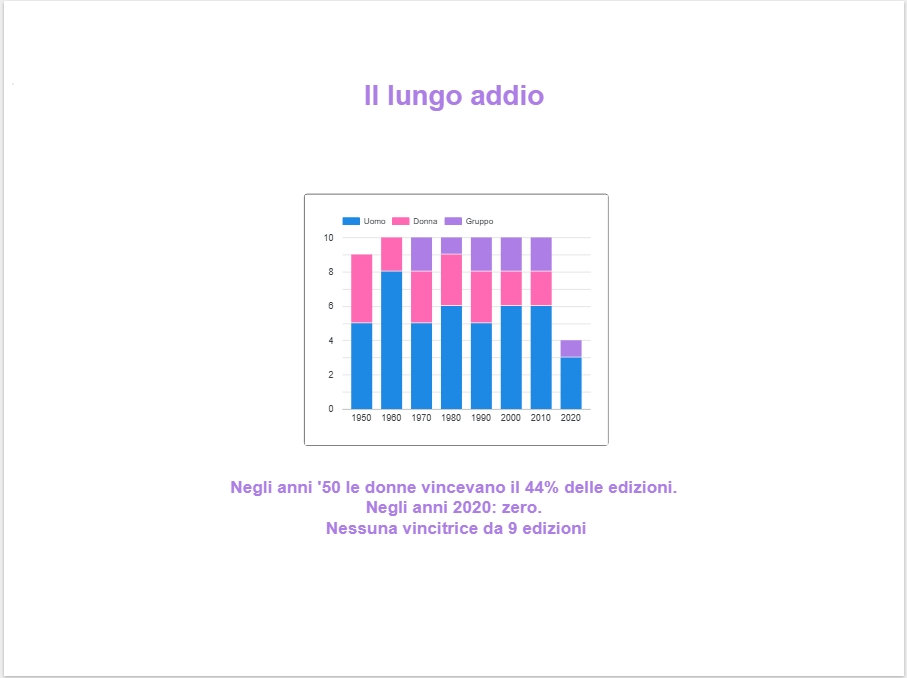 Il lungo addio
Uomo Donna Gruppo
10
8
6
4
2
0
1950 1960 1970 1980 1990 2000 2010 2020
Negli anni '50 le donne vincevano il 44% delle edizioni.
Negli anni 2020: zero.
Nessuna vincitrice da 9 edizioni